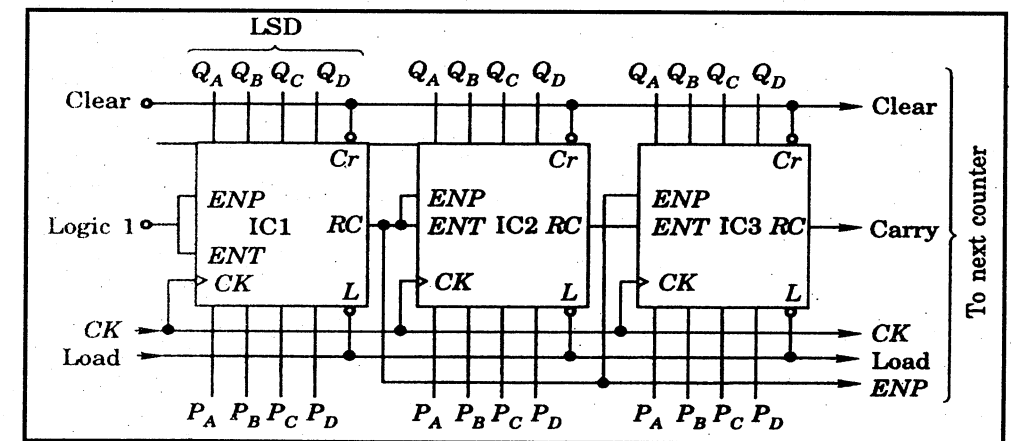 LSD
Q_A Q_B Q_C Q_D Q_A Q_B Q_C Q_D Q_A Q_B Q_C Q_D
Clear Clear
Cr Cr Cr
ENP ENP ENP
Logic 1 IC1 RC ENT IC2 RC ENT IC3 RC Carry
ENT
CK CK CK
L L L
CK CK
Load Load
ENP
P_A P_B P_C P_D P_A P_B P_C P_D P_A P_B P_C P_D
To next counter